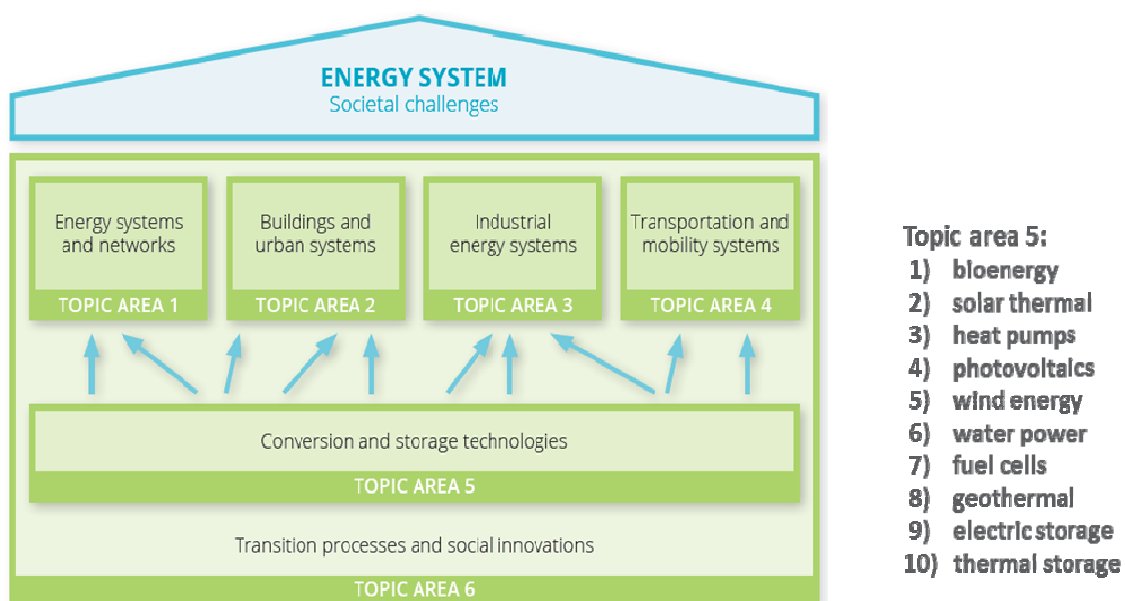 ENERGY SYSTEM
Societal challenges
Energy systems
and networks
TOPIC AREA 1
Buildings and
urban systems
TOPIC AREA 2
Industrial
energy systems
TOPIC AREA 3
Transportation and
mobility systems
TOPIC AREA 4
Conversion and storage technologies
TOPIC AREA 5
Transition processes and social innovations
TOPIC AREA 6
Topic area 5:
1) bioenergy
2) solar thermal
3) heat pumps
4) photovoltaics
5) wind energy
6) water power
7) fuel cells
8) geothermal
9) electric storage
10) thermal storage